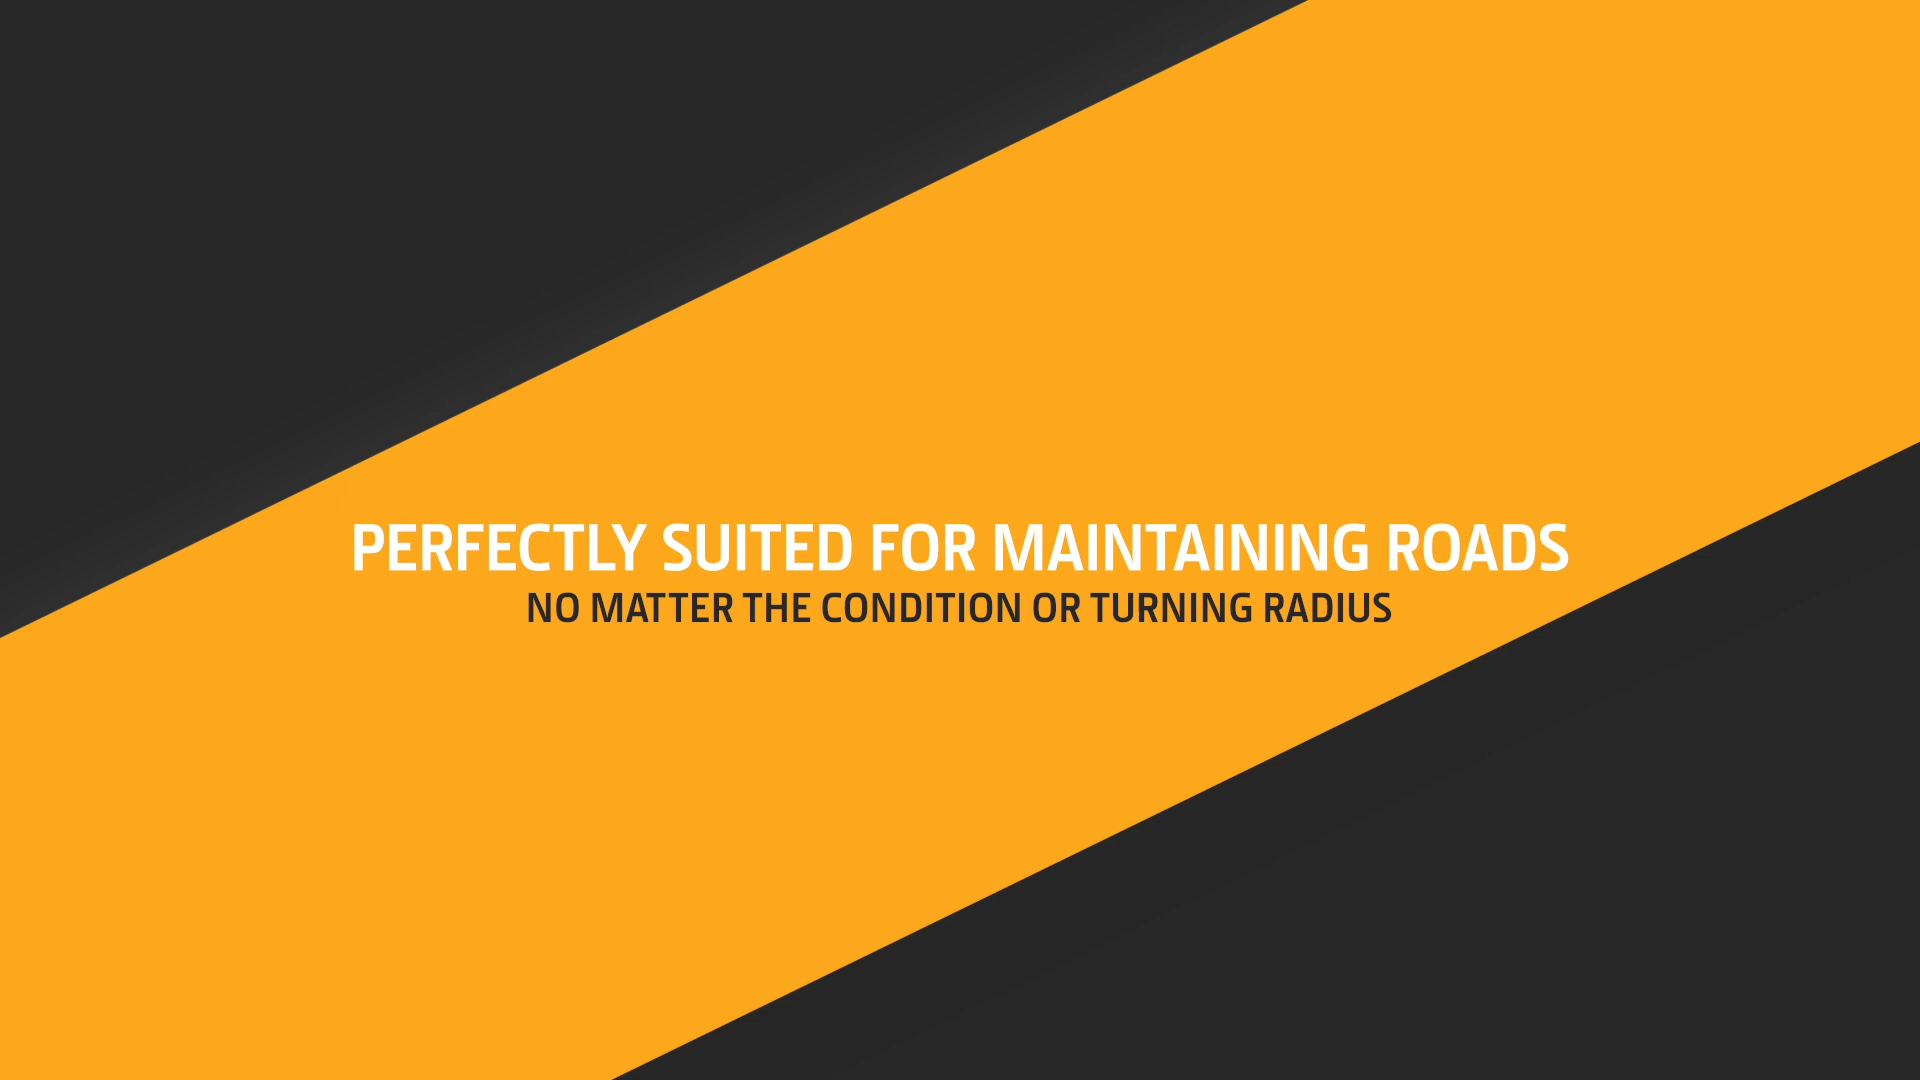 PERFECTLY SUITED FOR MAINTAINING ROADS
NO MATTER THE CONDITION OR TURNING RADIUS